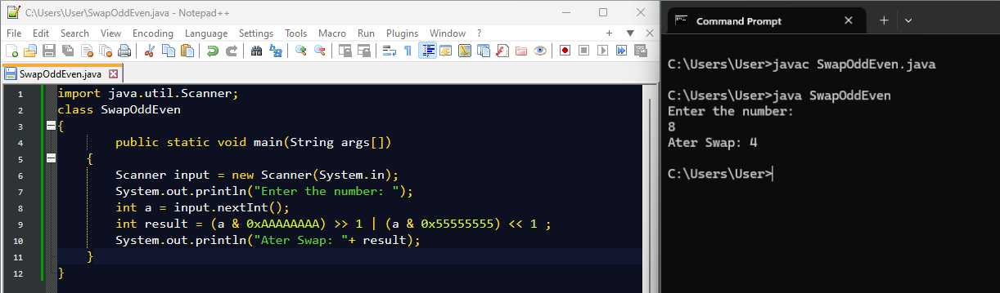 C:\Users\User\SwapOddEven.java - Notepad++
File Edit Search View Encoding Language Settings Tools Macro Run Plugins Window ?
SwapOddEven.java
1 import java.util.Scanner;
2 class SwapOddEven
3 {
4 public static void main(String args[])
5 {
6 Scanner input = new Scanner(System.in);
7 System.out.println("Enter the number: ");
8 int a = input.nextInt();
9 int result = (a & 0xAAAAAAAA) >> 1 | (a & 0x55555555) << 1 ;
10 System.out.println("Ater Swap: "+ result);
11 }
12 }
Command Prompt
C:\Users\User>javac SwapOddEven.java
C:\Users\User>java SwapOddEven
Enter the number:
8
Ater Swap: 4
C:\Users\User>